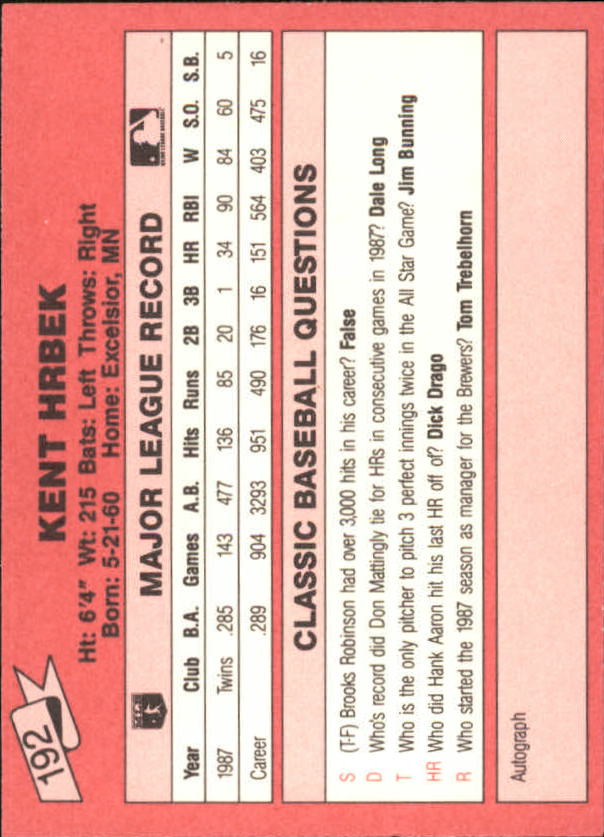 192
KENT HRBEK
Ht: 6'4" Wt: 215 Bats: Left Throws: Right
Born: 5-21-60 Home: Excelsior, MN
MAJOR LEAGUE RECORD
Year Club B.A. Games A.B. Hits Runs 2B 3B HR RBI W S.O. S.B.
1987 Twins .285 143 477 136 85 20 1 34 90 84 60 5
Career .289 904 3293 951 490 176 16 151 564 403 475 16
CLASSIC BASEBALL QUESTIONS
S (T-F) Brooks Robinson had over 3,000 hits in his career? False
D Who's record did Don Mattingly tie for HRs in consecutive games in 1987? Dale Long
T Who is the only pitcher to pitch 3 perfect innings twice in the All Star Game? Jim Bunning
HR Who did Hank Aaron hit his last HR off of? Dick Drago
R Who started the 1987 season as manager for the Brewers? Tom Trebelhorn
Autograph